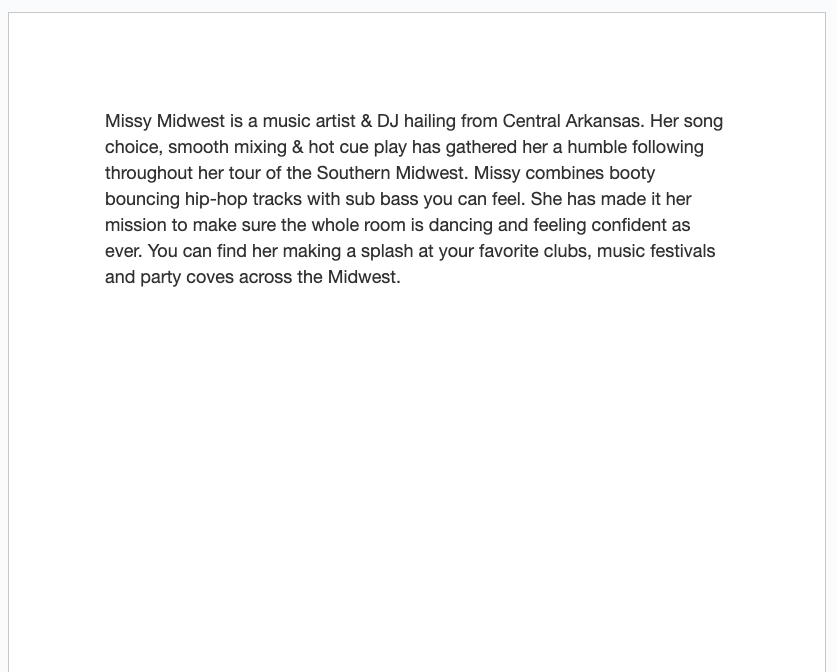 Missy Midwest is a music artist & DJ hailing from Central Arkansas. Her song
choice, smooth mixing & hot cue play has gathered her a humble following
throughout her tour of the Southern Midwest. Missy combines booty
bouncing hip-hop tracks with sub bass you can feel. She has made it her
mission to make sure the whole room is dancing and feeling confident as
ever. You can find her making a splash at your favorite clubs, music festivals
and party coves across the Midwest.